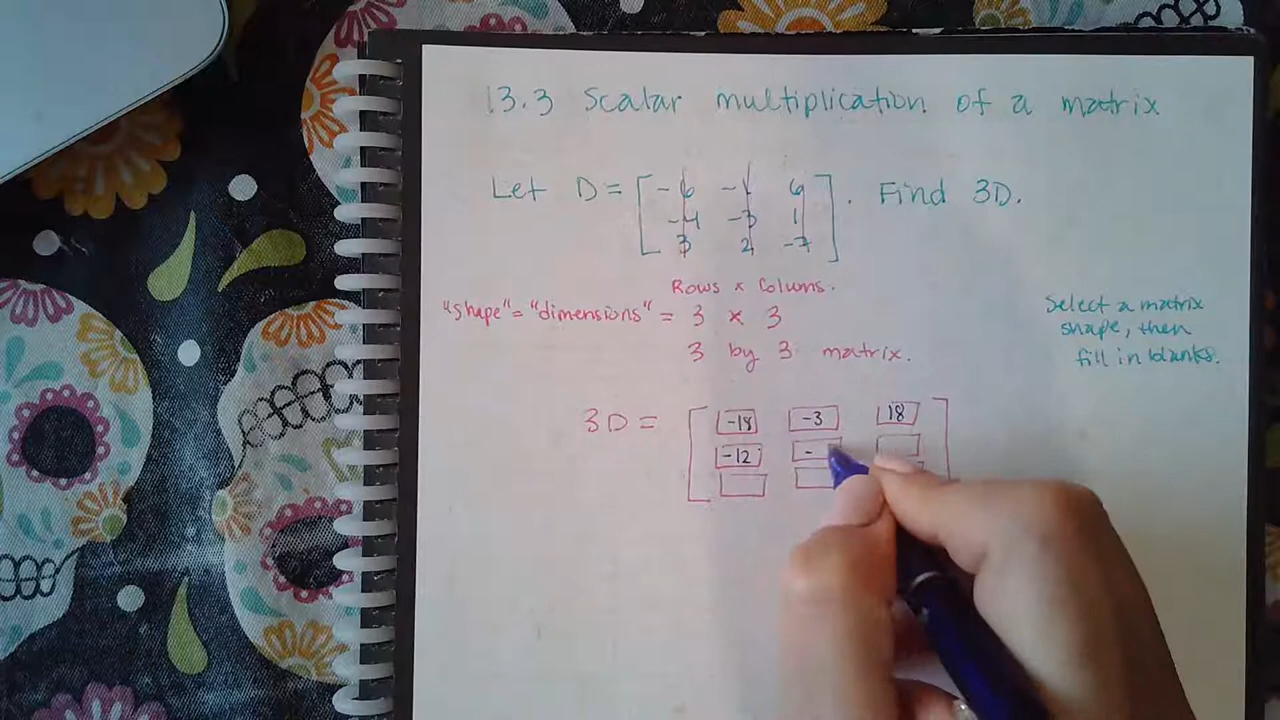 13.3 Scalar multiplication of a matrix
Let D = [ -6 -1 6 ] . Find 3D.
-4 -3 1
3 2 -7
Rows x Colums.
"shape" = "dimensions" = 3 x 3
3 by 3 matrix.
Select a matrix
shape, then
fill in blanks.
3D = [ -18 -3 18 ]
-12 -